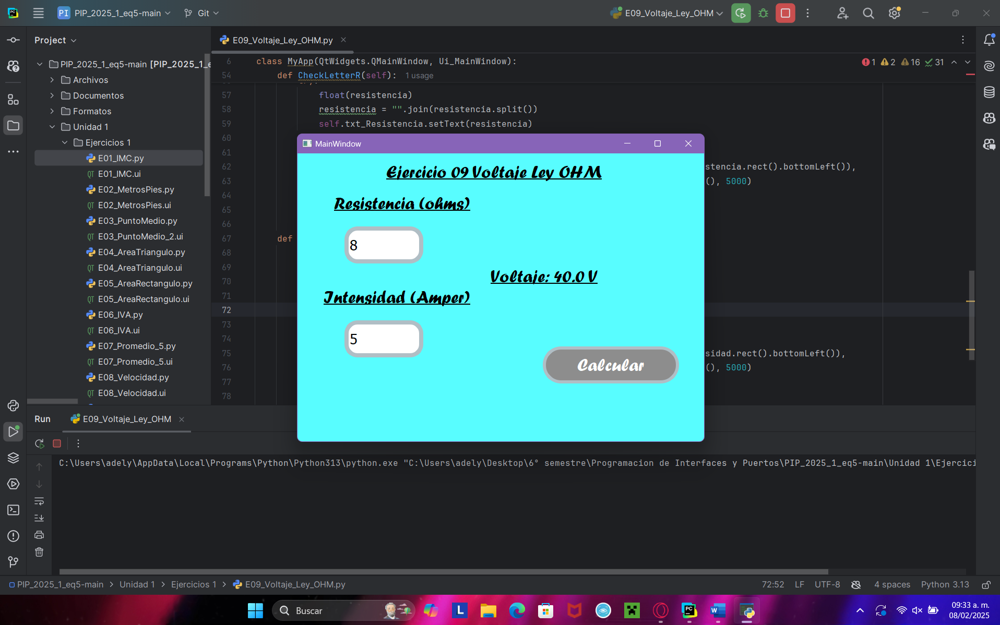 PI PIP_2025_1_eq5-main Git E09_Voltaje_Ley_OHM
Project
E09_Voltaje_Ley_OHM.py
PIP_2025_1_eq5-main [PIP_2025_1_e
Archivos
Documentos
Formatos
Unidad 1
Ejercicios 1
E01_IMC.py
E01_IMC.ui
E02_MetrosPies.py
E02_MetrosPies.ui
E03_PuntoMedio.py
E03_PuntoMedio_2.ui
E04_AreaTriangulo.py
E04_AreaTriangulo.ui
E05_AreaRectangulo.py
E05_AreaRectangulo.ui
E06_IVA.py
E06_IVA.ui
E07_Promedio_5.py
E07_Promedio_5.ui
E08_Velocidad.py
E08_Velocidad.ui
6 class MyApp(QtWidgets.QMainWindow, Ui_MainWindow):
1 2 16 31
54 def CheckLetterR(self): 1 usage
57 float(resistencia)
58 resistencia = "".join(resistencia.split())
59 self.txt_Resistencia.setText(resistencia)
60
61
62 stencia.rect().bottomLeft()),
63 (), 5000)
64
65
66
67 def
68
69
70
71
72
73
74
75 sidad.rect().bottomLeft()),
76 (), 5000)
77
78
MainWindow
Ejercicio 09 Voltaje Ley OHM
Resistencia (ohms)
8
Voltaje: 40.0 V
Intensidad (Amper)
5
Calcular
Run E09_Voltaje_Ley_OHM
C:\Users\adely\AppData\Local\Programs\Python\Python313\python.exe "C:\Users\adely\Desktop\6° semestre\Programacion de Interfaces y Puertos\PIP_2025_1_eq5-main\Unidad 1\Ejercici
PIP_2025_1_eq5-main > Unidad 1 > Ejercicios 1 > E09_Voltaje_Ley_OHM.py
72:52 LF UTF-8 4 spaces Python 3.13
Buscar
09:33 a. m.
08/02/2025